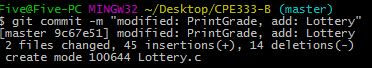 Five@Five-PC MINGW32 ~/Desktop/CPE333-B (master)
$ git commit -m "modified: PrintGrade, add: Lottery"
[master 9c67e51] modified: PrintGrade, add: Lottery
 2 files changed, 45 insertions(+), 14 deletions(-)
 create mode 100644 Lottery.c